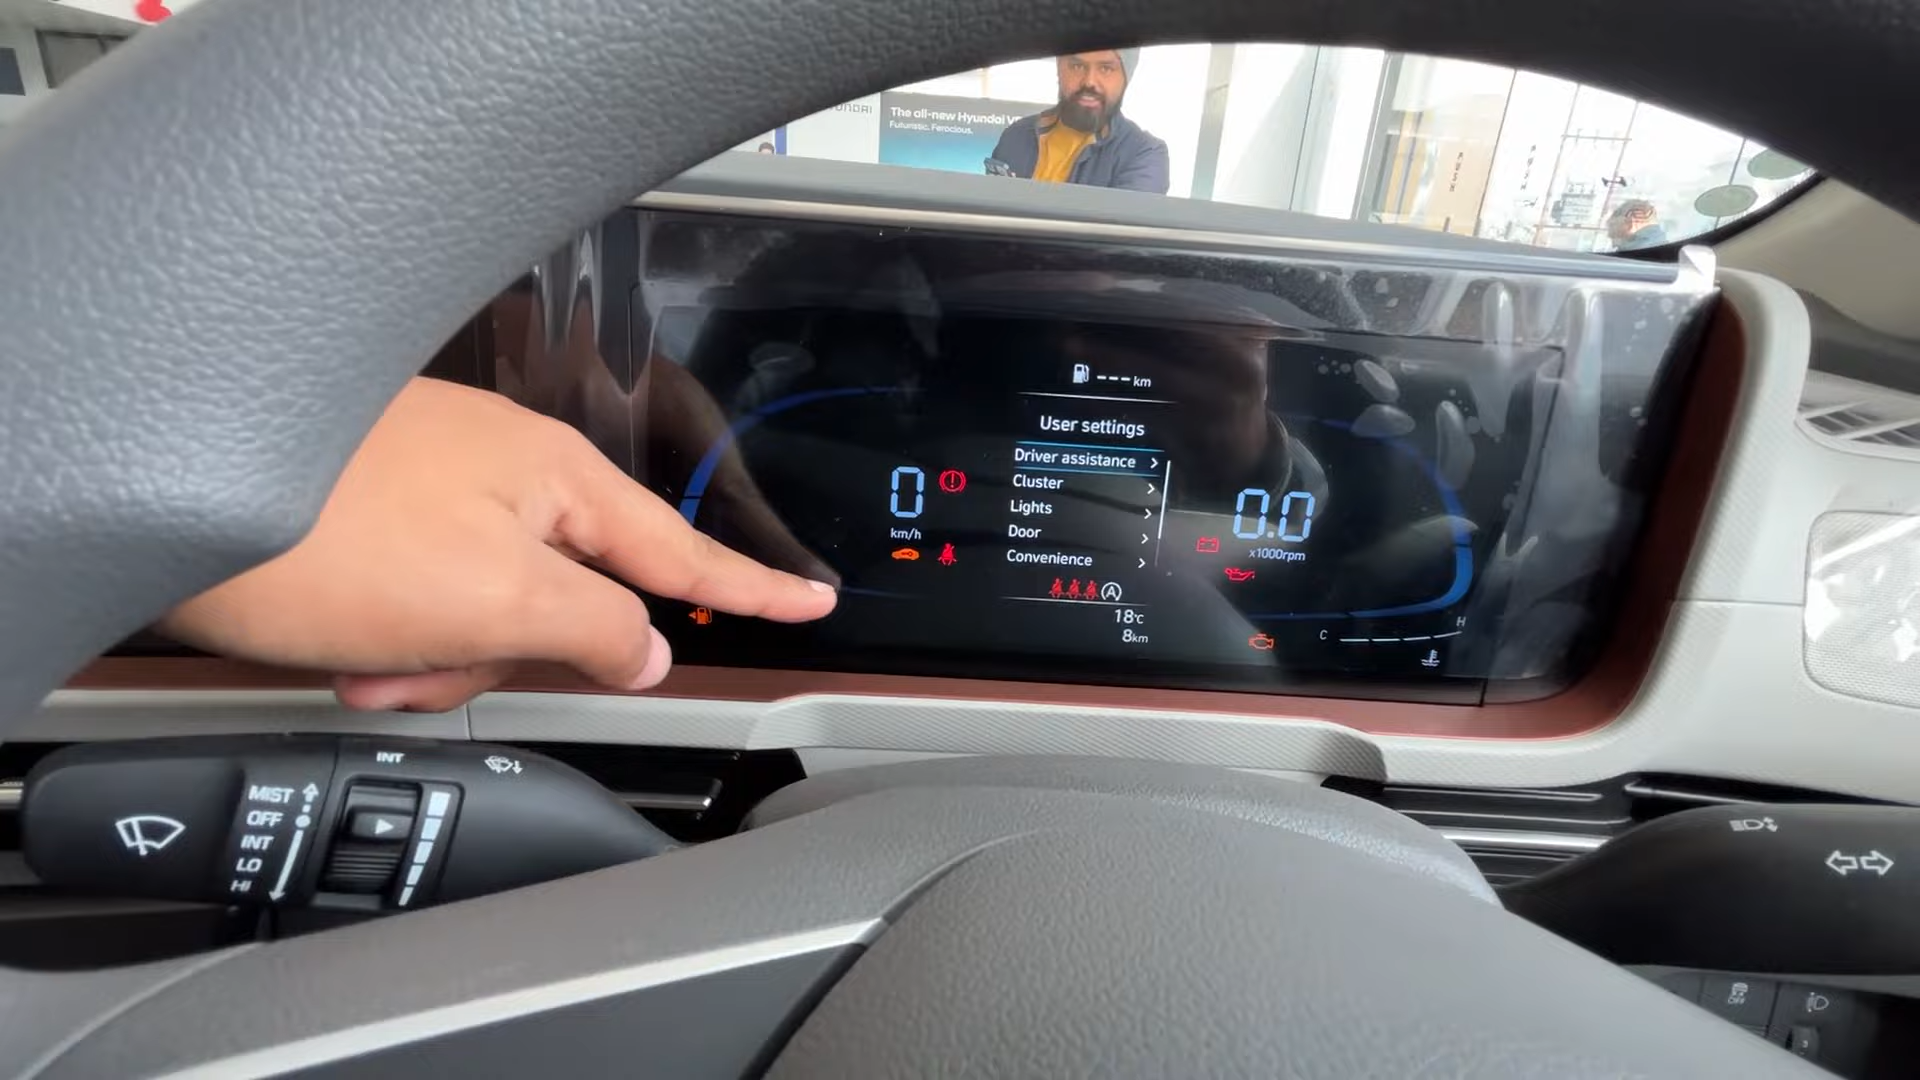 The all-new Hyundai
Futuristic. Ferocious.
--- km
User settings
Driver assistance
Cluster
Lights
Door
Convenience
0
km/h
0.0
x1000rpm
A
18°C
8km
C
H
INT
MIST
OFF
INT
LO
HI
OFF